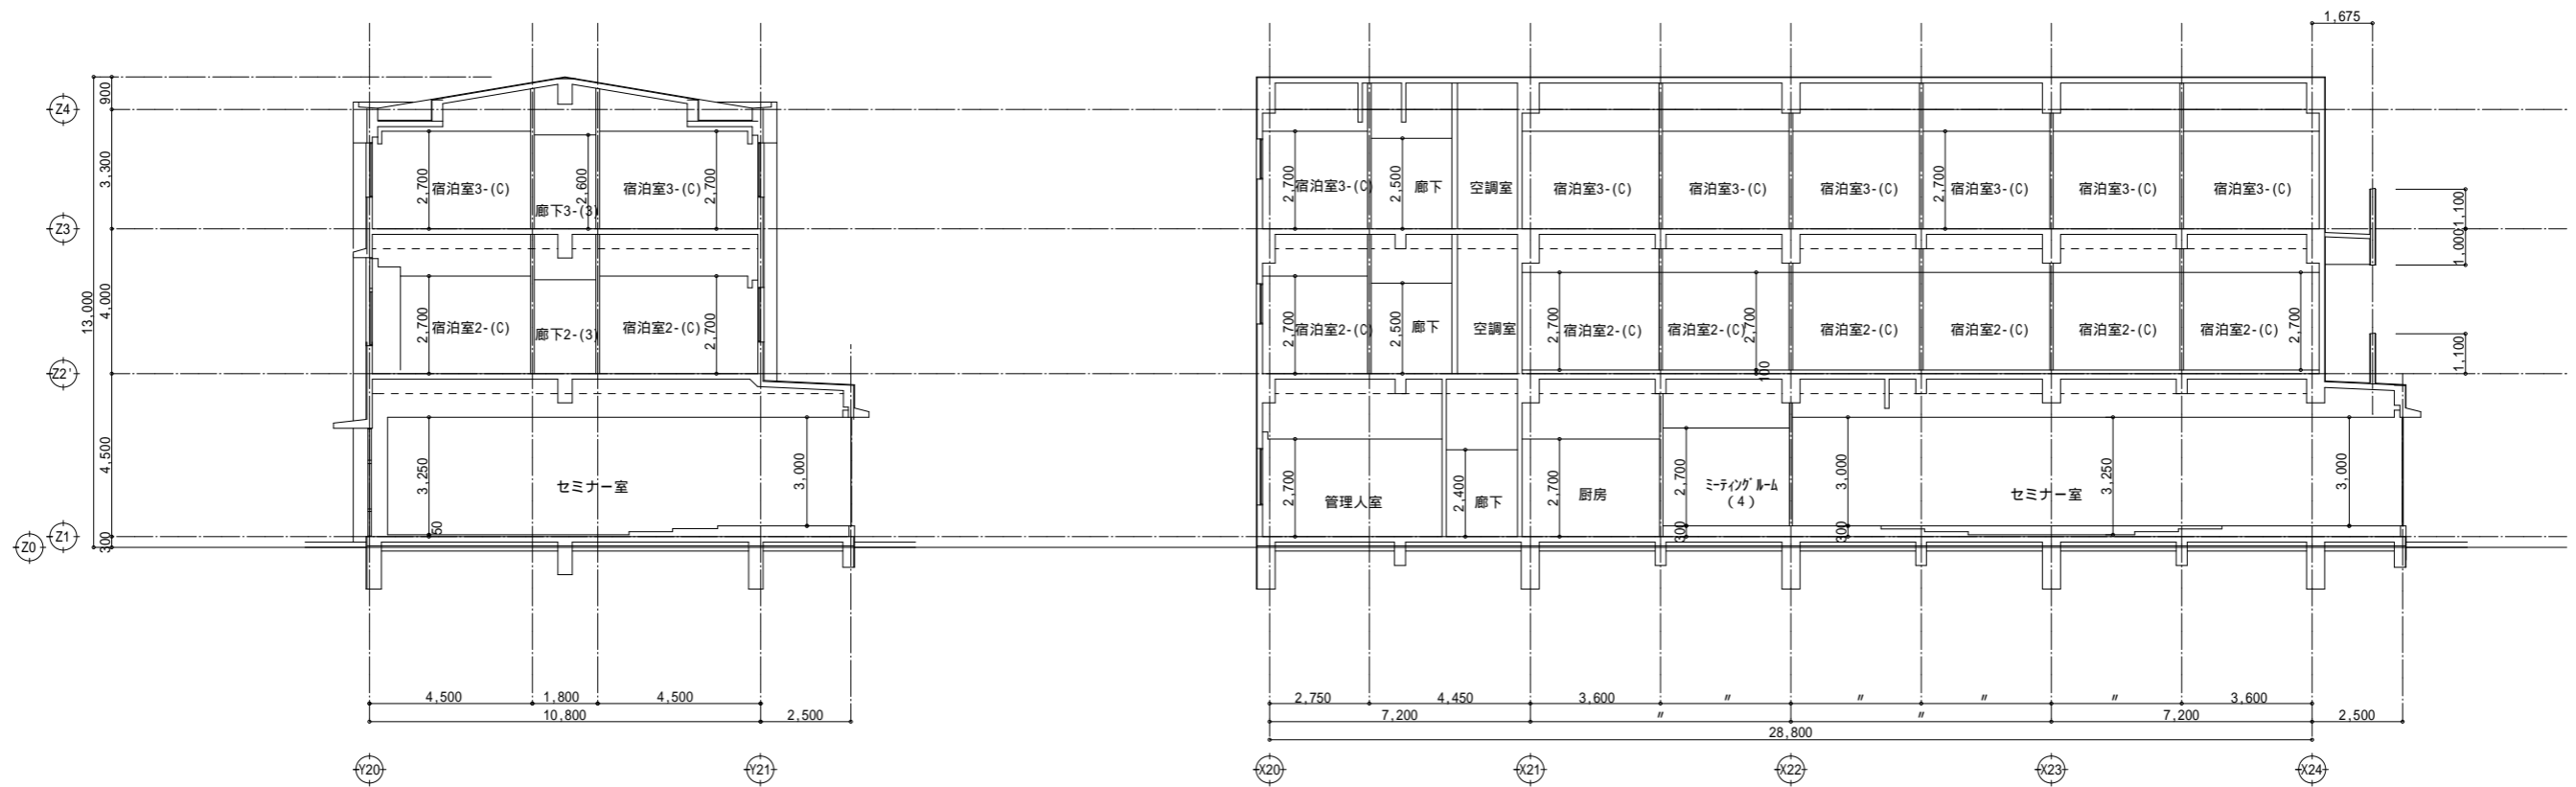 1,675
900
Z4
3,300
2,700
宿泊室3-(C)
2,600
宿泊室3-(C)
2,700
廊下3-(3)
2,700
宿泊室3-(C)
2,500
廊下
空調室
宿泊室3-(C)
宿泊室3-(C)
宿泊室3-(C)
2,700
宿泊室3-(C)
宿泊室3-(C)
宿泊室3-(C)
1,100
Z3
1,000
13,000
4,000
2,700
宿泊室2-(C)
廊下2-(3)
宿泊室2-(C)
2,700
2,700
宿泊室2-(C)
2,500
廊下
空調室
2,700
宿泊室2-(C)
宿泊室2-(C)
2,700
宿泊室2-(C)
宿泊室2-(C)
宿泊室2-(C)
宿泊室2-(C)
2,700
1,100
Z2'
100
4,500
3,250
セミナー室
3,000
2,700
管理人室
2,400
廊下
2,700
厨房
2,700
ミーティングルーム
(4)
3,000
セミナー室
3,250
3,000
50
300
300
Z1
Z0
300
4,500
1,800
4,500
2,750
4,450
3,600
〃
〃
〃
〃
3,600
10,800
2,500
7,200
〃
〃
7,200
2,500
28,800
Y20
Y21
X20
X21
X22
X23
X24